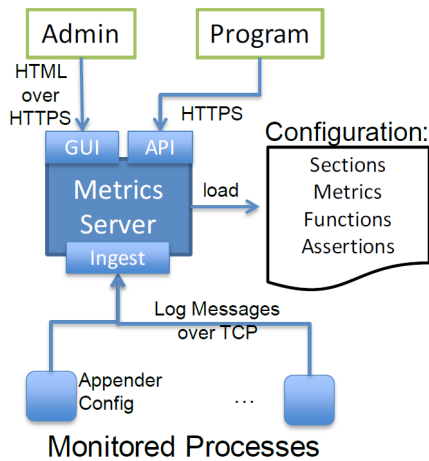 Admin
Program
HTML
over
HTTPS
HTTPS
GUI
API
Metrics
Server
Ingest
load
Configuration:
Sections
Metrics
Functions
Assertions
Log Messages
over TCP
Appender
Config
...
Monitored Processes